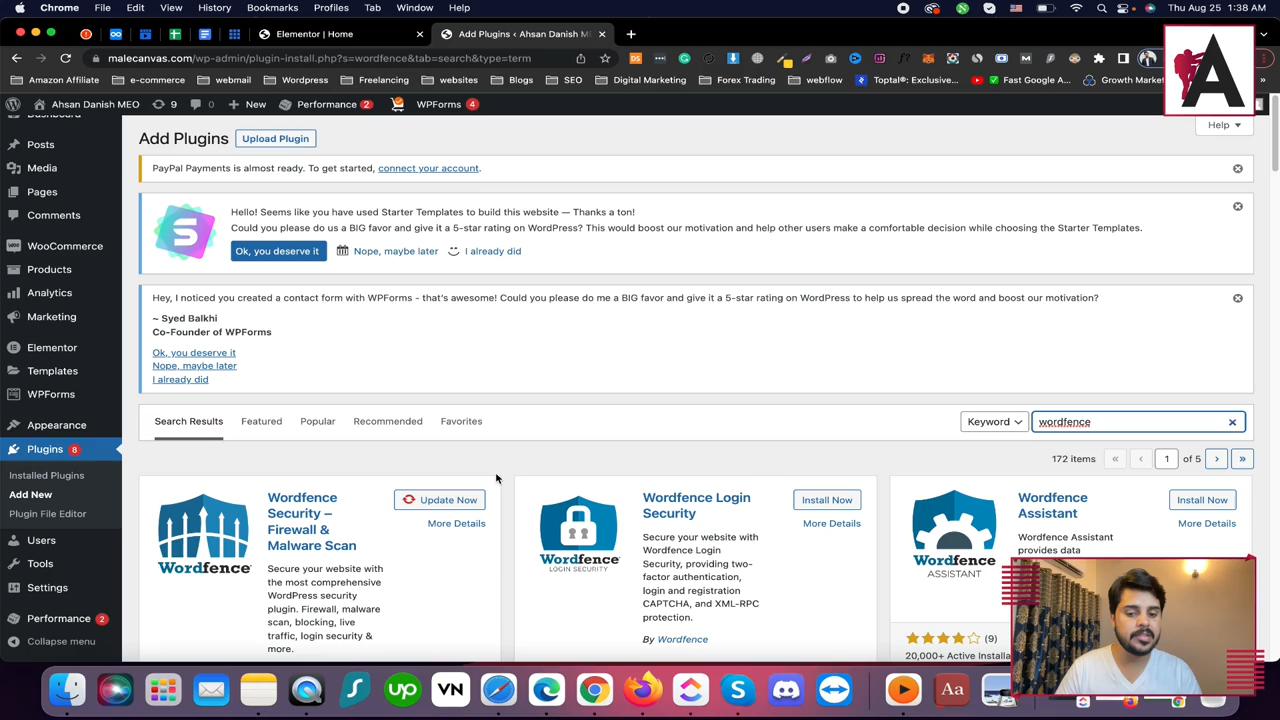 Chrome File Edit View History Bookmarks Profiles Tab Window Help
Thu Aug 25 1:38 AM
Elementor | Home
Add Plugins ‹ Ahsan Danish M
malecanvas.com/wp-admin/plugin-install.php?s=wordfence&tab=search&type=term
Amazon Affiliate e-commerce webmail Wordpress Freelancing websites Blogs SEO Digital Marketing Forex Trading webflow Toptal®: Exclusive... Fast Google A... Growth Market
A
Ahsan Danish MEO 9 0 New Performance 2 WPForms 4
Posts
Media
Pages
Comments
WooCommerce
Products
Analytics
Marketing
Elementor
Templates
WPForms
Appearance
Plugins 8
Installed Plugins
Add New
Plugin File Editor
Users
Tools
Settings
Performance 2
Collapse menu
Help
Add Plugins Upload Plugin
PayPal Payments is almost ready. To get started, connect your account.
Hello! Seems like you have used Starter Templates to build this website — Thanks a ton!
Could you please do us a BIG favor and give it a 5-star rating on WordPress? This would boost our motivation and help other users make a comfortable decision while choosing the Starter Templates.
Ok, you deserve it Nope, maybe later I already did
Hey, I noticed you created a contact form with WPForms - that's awesome! Could you please do me a BIG favor and give it a 5-star rating on WordPress to help us spread the word and boost our motivation?
~ Syed Balkhi
Co-Founder of WPForms
Ok, you deserve it
Nope, maybe later
I already did
Search Results Featured Popular Recommended Favorites
Keyword wordfence
172 items « ‹ 1 of 5 › »
Wordfence
Wordfence
Security –
Firewall &
Malware Scan
Update Now
More Details
Secure your website with
the most comprehensive
WordPress security
plugin. Firewall, malware
scan, blocking, live
traffic, login security &
more.
Wordfence
LOGIN SECURITY
Wordfence Login
Security
Install Now
More Details
Secure your website with
Wordfence Login
Security, providing two-
factor authentication,
login and registration
CAPTCHA, and XML-RPC
protection.
By Wordfence
Wordfence
ASSISTANT
Wordfence
Assistant
Install Now
More Details
Wordfence Assistant
provides data
(9)
20,000+ Active Installa
up
VN
Aa